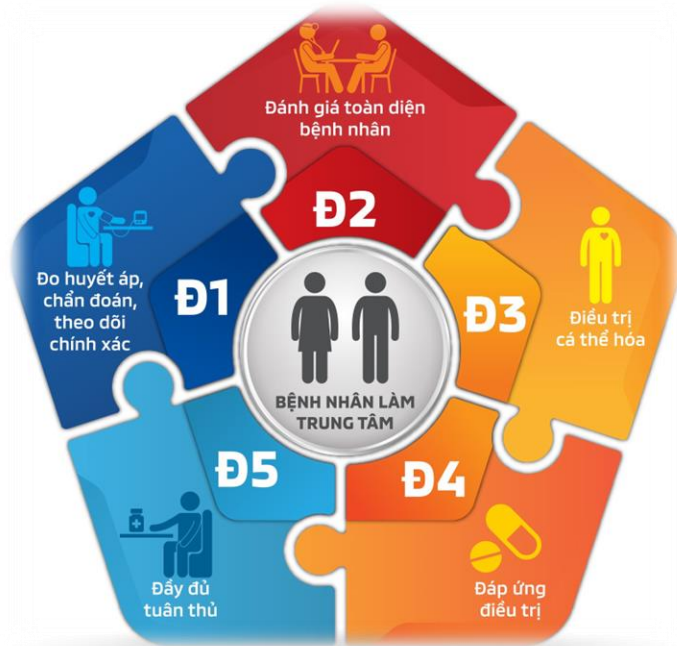 Đánh giá toàn diện
bệnh nhân
Đ2
Đo huyết áp,
chẩn đoán,
theo dõi
chính xác
Đ1
Đ3
Điều trị
cá thể hóa
BỆNH NHÂN LÀM
TRUNG TÂM
Đ5
Đ4
Đầy đủ
tuân thủ
Đáp ứng
điều trị